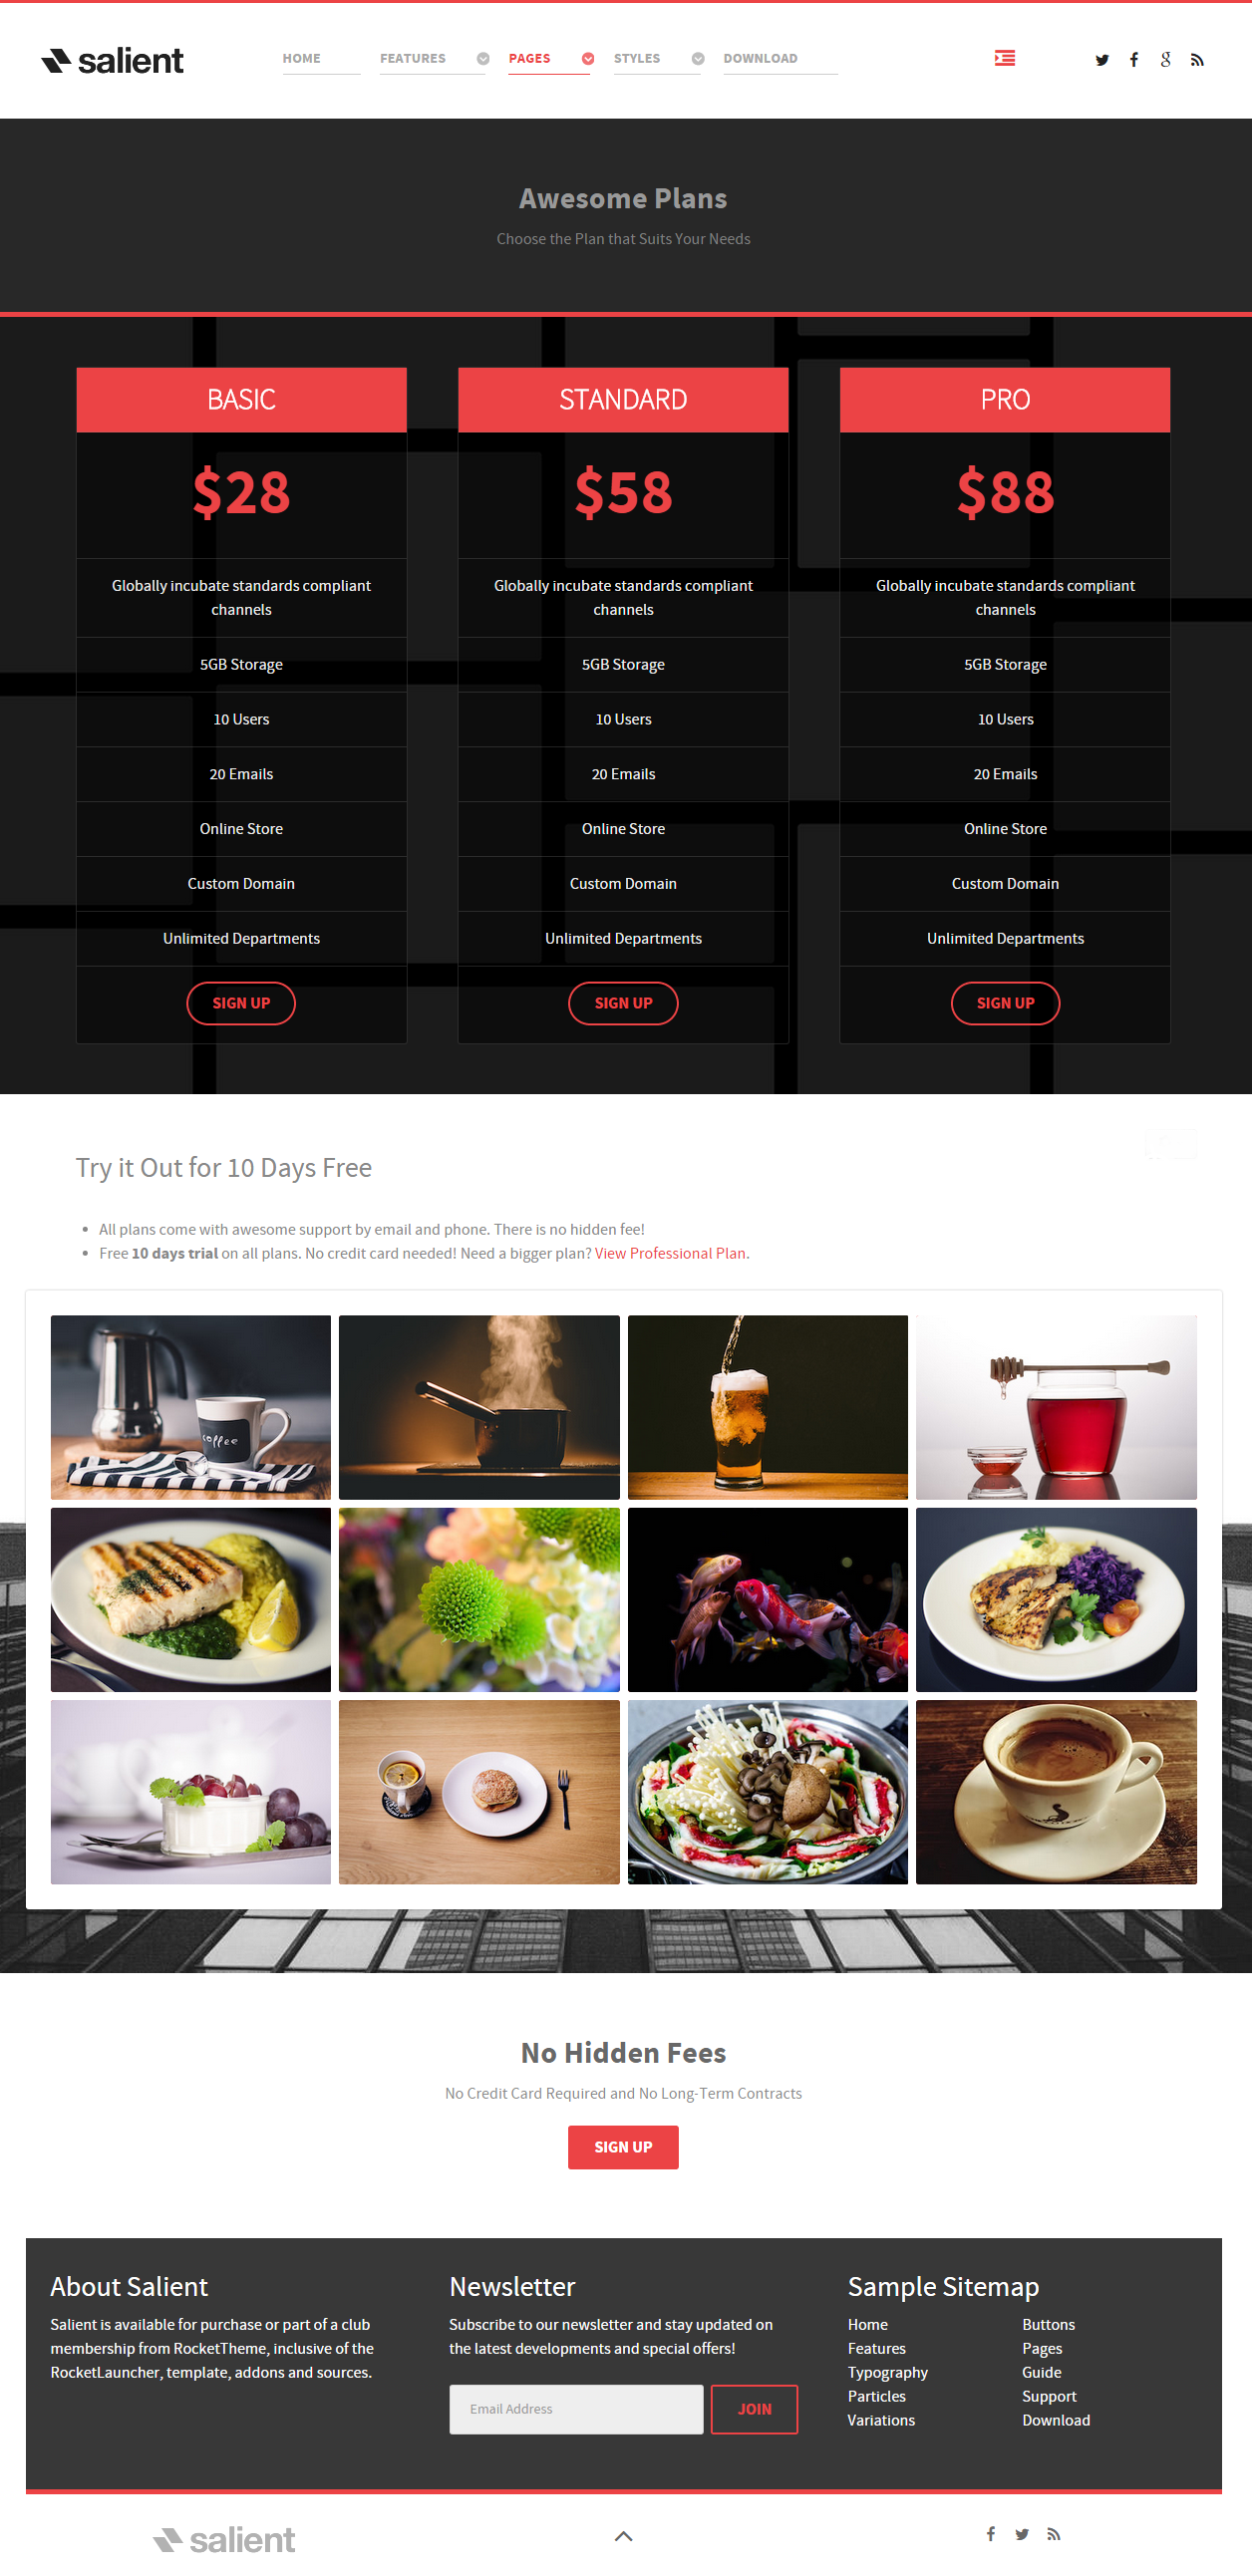 salient
HOME FEATURES PAGES STYLES DOWNLOAD
Awesome Plans
Choose the Plan that Suits Your Needs
BASIC
$28
Globally incubate standards compliant
channels
5GB Storage
10 Users
20 Emails
Online Store
Custom Domain
Unlimited Departments
SIGN UP
STANDARD
$58
Globally incubate standards compliant
channels
5GB Storage
10 Users
20 Emails
Online Store
Custom Domain
Unlimited Departments
SIGN UP
PRO
$88
Globally incubate standards compliant
channels
5GB Storage
10 Users
20 Emails
Online Store
Custom Domain
Unlimited Departments
SIGN UP
Try it Out for 10 Days Free
All plans come with awesome support by email and phone. There is no hidden fee!
Free 10 days trial on all plans. No credit card needed! Need a bigger plan? View Professional Plan.
coffee
No Hidden Fees
No Credit Card Required and No Long-Term Contracts
SIGN UP
About Salient
Salient is available for purchase or part of a club
membership from RocketTheme, inclusive of the
RocketLauncher, template, addons and sources.
Newsletter
Subscribe to our newsletter and stay updated on
the latest developments and special offers!
Email Address
JOIN
Sample Sitemap
Home
Features
Typography
Particles
Variations
Buttons
Pages
Guide
Support
Download
salient